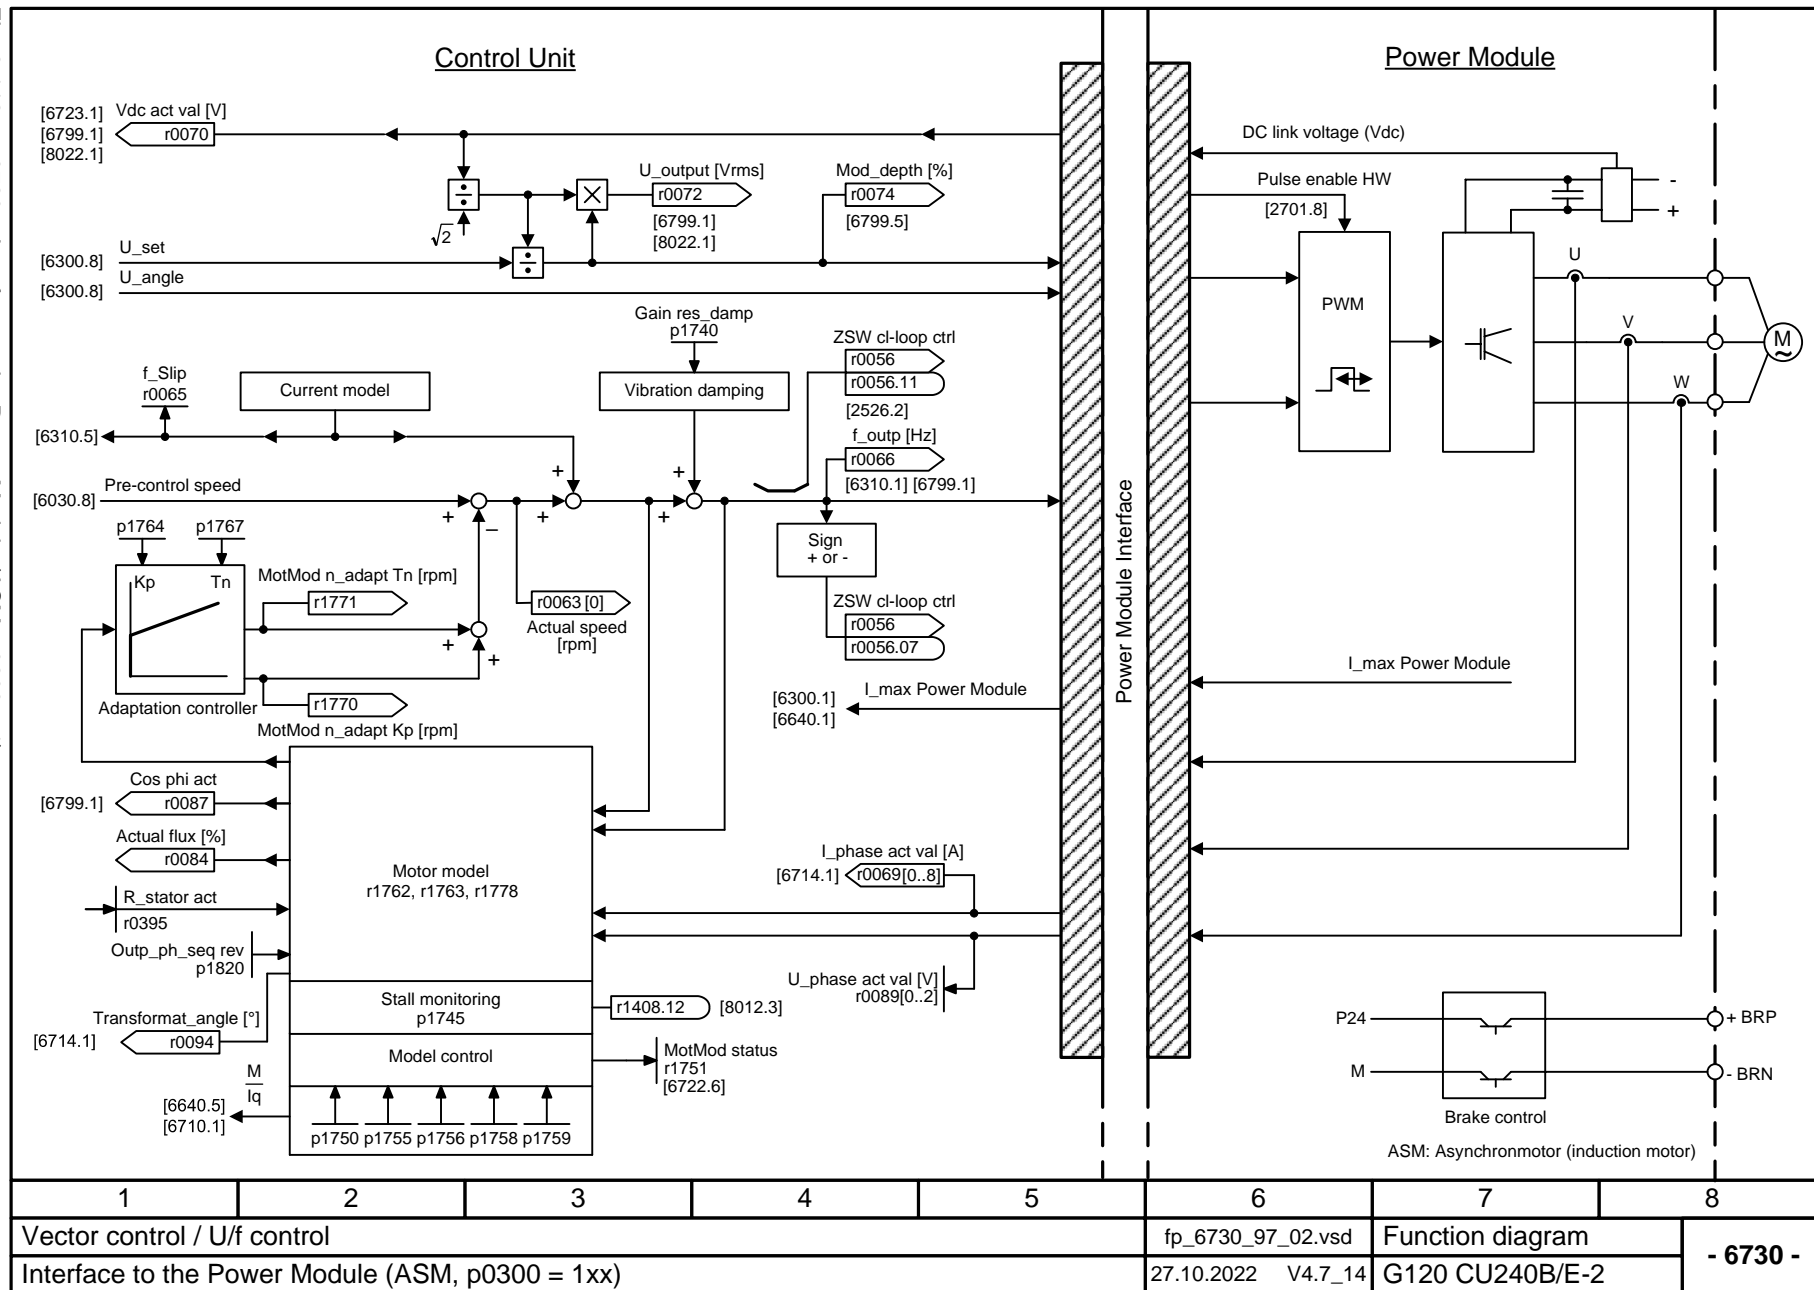 Control Unit
Power Module
[6723.1]
[6799.1]
[8022.1]
Vdc act val [V]
r0070
÷
√2
U_output [Vrms]
r0072
[6799.1]
[8022.1]
Mod_depth [%]
r0074
[6799.5]
[6300.8]
U_set
÷
[6300.8]
U_angle
Gain res_damp
p1740
Vibration damping
ZSW cl-loop ctrl
r0056
r0056.11
[2526.2]
f_Slip
r0065
Current model
[6310.5]
f_outp [Hz]
r0066
[6310.1] [6799.1]
[6030.8]
Pre-control speed
+
–
+
+
+
+
Sign
+ or -
p1764
p1767
Kp
Tn
Adaptation controller
MotMod n_adapt Tn [rpm]
r1771
+
+
r1770
MotMod n_adapt Kp [rpm]
r0063 [0]
Actual speed
[rpm]
ZSW cl-loop ctrl
r0056
r0056.07
[6300.1]
[6640.1]
I_max Power Module
Cos phi act
[6799.1]
r0087
Actual flux [%]
r0084
R_stator act
r0395
Outp_ph_seq rev
p1820
Transformat_angle [°]
[6714.1]
r0094
M
Iq
[6640.5]
[6710.1]
Motor model
r1762, r1763, r1778
Stall monitoring
p1745
Model control
p1750 p1755 p1756 p1758 p1759
r1408.12
[8012.3]
MotMod status
r1751
[6722.6]
I_phase act val [A]
[6714.1]
r0069[0..8]
U_phase act val [V]
r0089[0..2]
Power Module Interface
DC link voltage (Vdc)
Pulse enable HW
[2701.8]
-
+
PWM
U
V
W
M
~
I_max Power Module
P24
M
+ BRP
- BRN
Brake control
ASM: Asynchronmotor (induction motor)
1 2 3 4 5 6 7 8
Vector control / U/f control
fp_6730_97_02.vsd
Function diagram
- 6730 -
Interface to the Power Module (ASM, p0300 = 1xx)
27.10.2022 V4.7_14
G120 CU240B/E-2